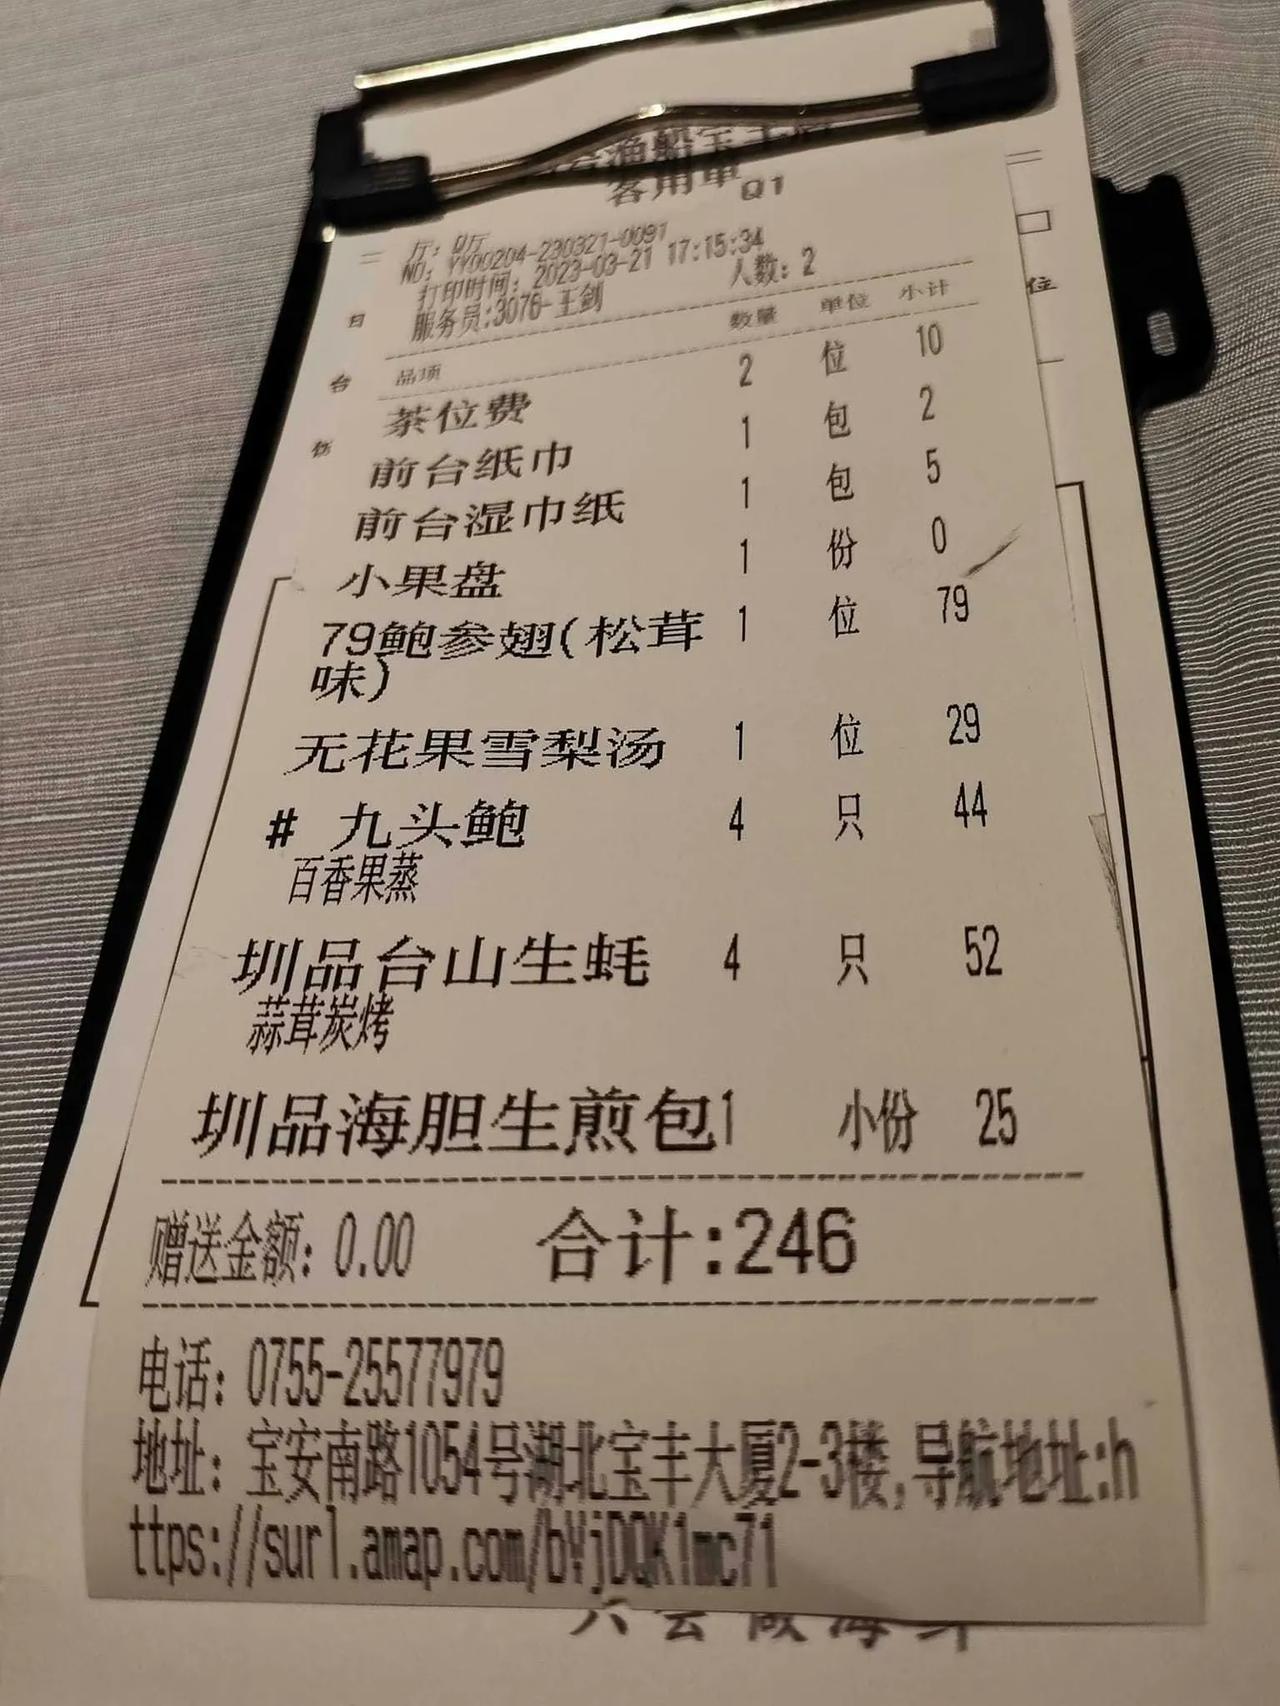 客用单
Q1
厅: Q厅
NO: YY00204-230321-0091
打印时间: 2023-03-21 17:15:34
服务员:3076-王剑 人数: 2
品项 数量 单位 小计
茶位费 2 位 10
前台纸巾 1 包 2
前台湿巾纸 1 包 5
小果盘 1 份 0
79鲍参翅(松茸 1 位 79
味)
无花果雪梨汤 1 位 29
# 九头鲍 4 只 44
百香果蒸
圳品台山生蚝 4 只 52
蒜茸炭烤
圳品海胆生煎包1 小份 25
赠送金额: 0.00 合计:246
电话: 0755-25577979
地址: 宝安南路1054号湖北宝丰大厦2-3楼,导航地址:h
ttps://surl.amap.com/bYjDQK1mc71
只会做海鲜
位
台